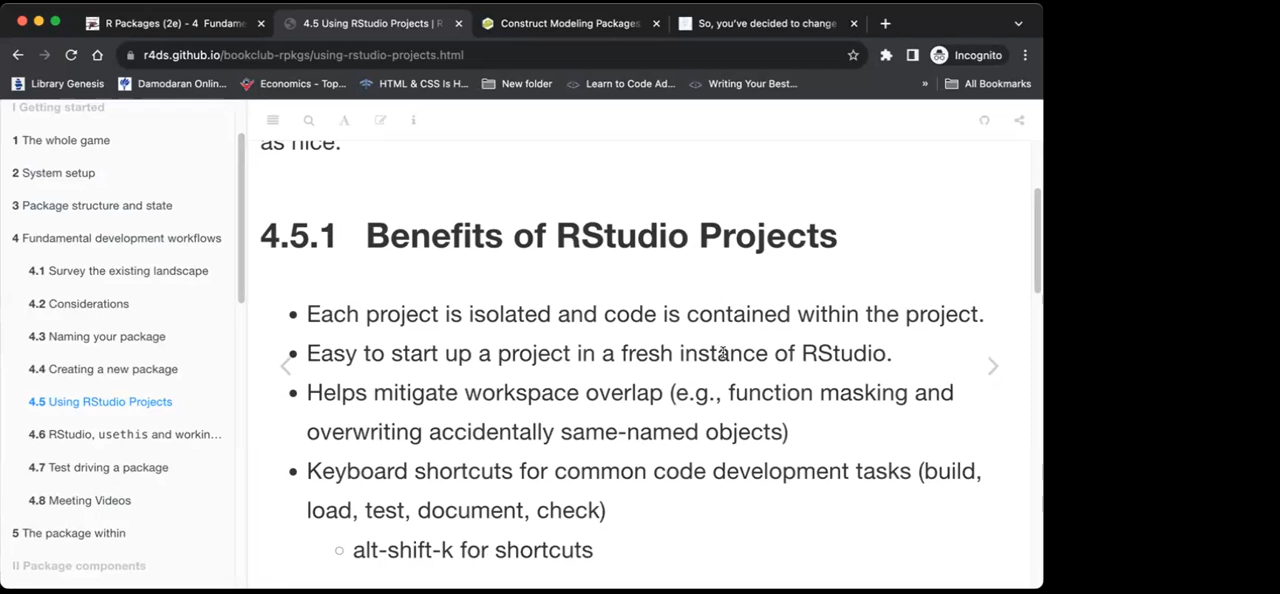 R Packages (2e) - 4 Fundame
4.5 Using RStudio Projects | R
Construct Modeling Packages
So, you've decided to change
r4ds.github.io/bookclub-rpkgs/using-rstudio-projects.html
Incognito
Library Genesis
Damodaran Onlin...
Economics - Top...
HTML & CSS Is H...
New folder
Learn to Code Ad...
Writing Your Best...
»
All Bookmarks
I Getting started
1 The whole game
2 System setup
3 Package structure and state
4 Fundamental development workflows
4.1 Survey the existing landscape
4.2 Considerations
4.3 Naming your package
4.4 Creating a new package
4.5 Using RStudio Projects
4.6 RStudio, usethis and workin...
4.7 Test driving a package
4.8 Meeting Videos
5 The package within
II Package components
as nice.
4.5.1 Benefits of RStudio Projects
• Each project is isolated and code is contained within the project.
• Easy to start up a project in a fresh instance of RStudio.
• Helps mitigate workspace overlap (e.g., function masking and
overwriting accidentally same-named objects)
• Keyboard shortcuts for common code development tasks (build,
load, test, document, check)
○ alt-shift-k for shortcuts